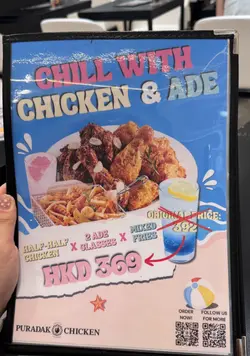 CHILL WITH
CHICKEN & ADE
ORIGINAL PRICE:
392
HALF-HALF
CHICKEN
X
2 ADE
GLASSES
X
MIXED
FRIES
HKD 369
ORDER
NOW!
FOLLOW US
FOR MORE
PURADAK CHICKEN